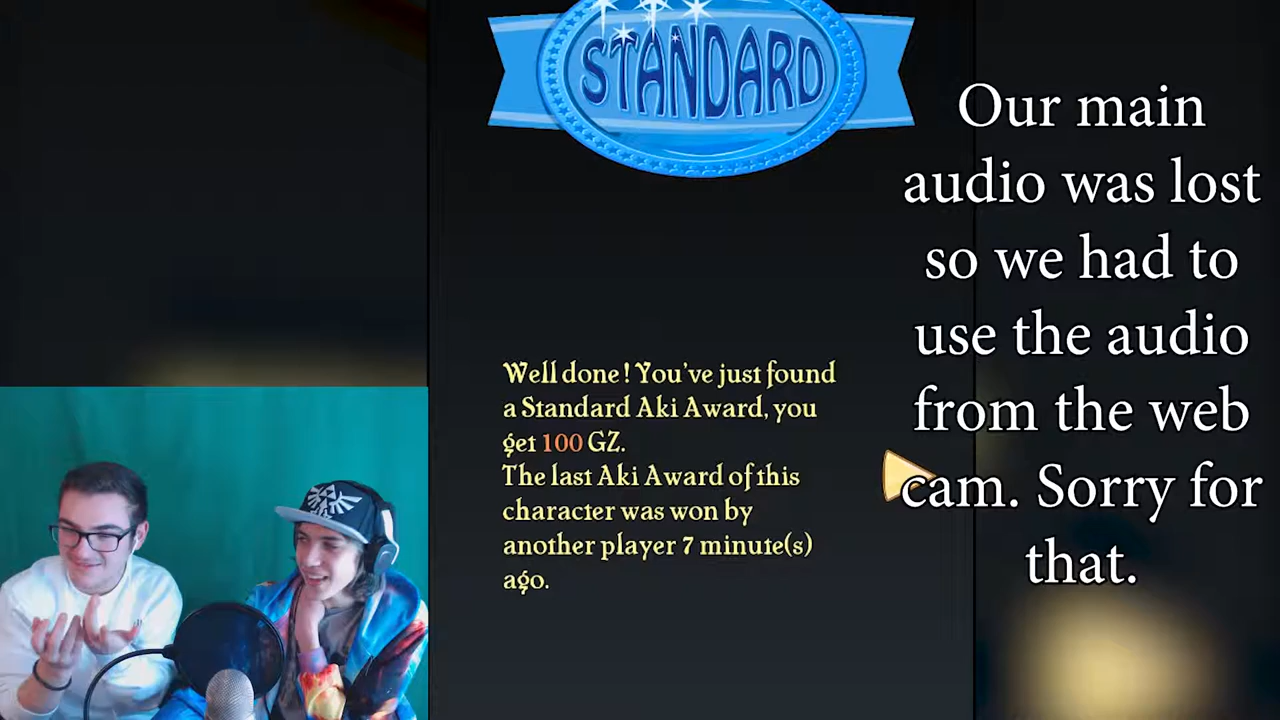 STANDARD
Well done! You've just found
a Standard Aki Award, you
get 100 GZ.
The last Aki Award of this
character was won by
another player 7 minute(s)
ago.
Our main
audio was lost
so we had to
use the audio
from the web
cam. Sorry for
that.